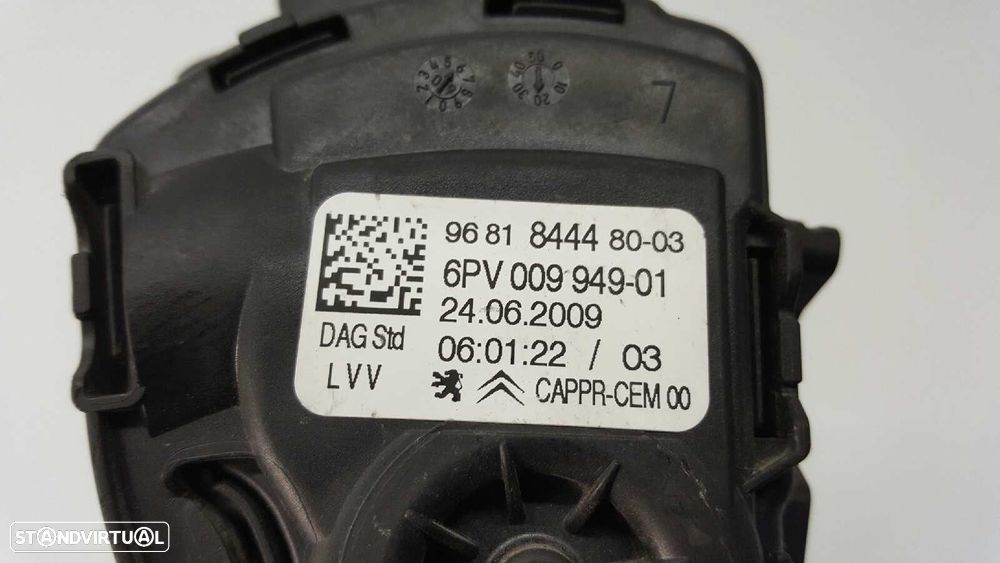 7
96 81 8444 80-03
6PV 009 949-01
24.06.2009
DAG Std
06:01:22 / 03
LVV
CAPPR-CEM 00
STANDVIRTUAL